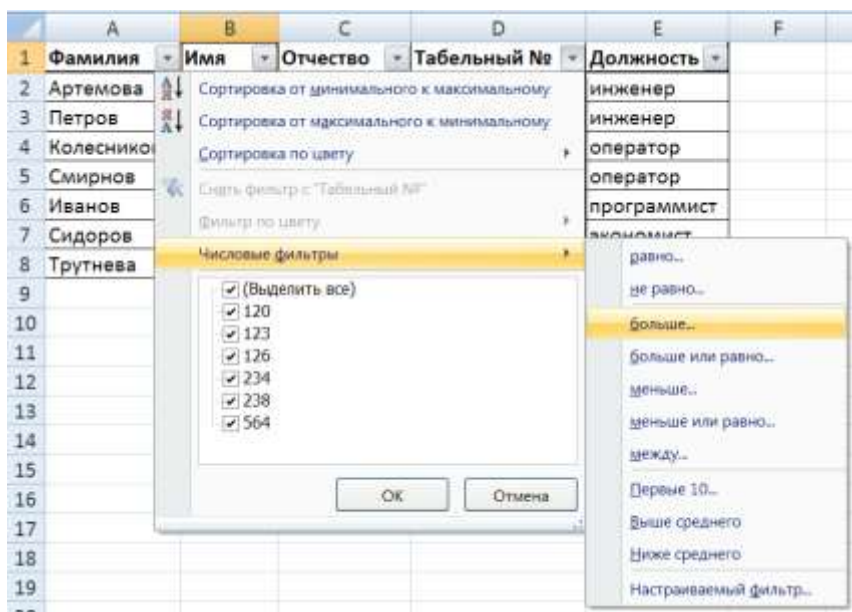 A B C D E F
1 Фамилия Имя Отчество Табельный № Должность
2 Артемова Сортировка от минимального к максимальному инженер
3 Петров Сортировка от максимального к минимальному инженер
4 Колесников Сортировка по цвету оператор
5 Смирнов Снять фильтр с "Табельный №" оператор
6 Иванов Фильтр по цвету программист
7 Сидоров Числовые фильтры экономист
8 Трутнева равно...
9 (Выделить все) не равно...
10 120 больше...
11 123 больше или равно...
12 126 меньше...
13 234 меньше или равно...
14 238 между...
15 564 Первые 10...
16 ОК Отмена Выше среднего
17 Ниже среднего
18 Настраиваемый фильтр...
19